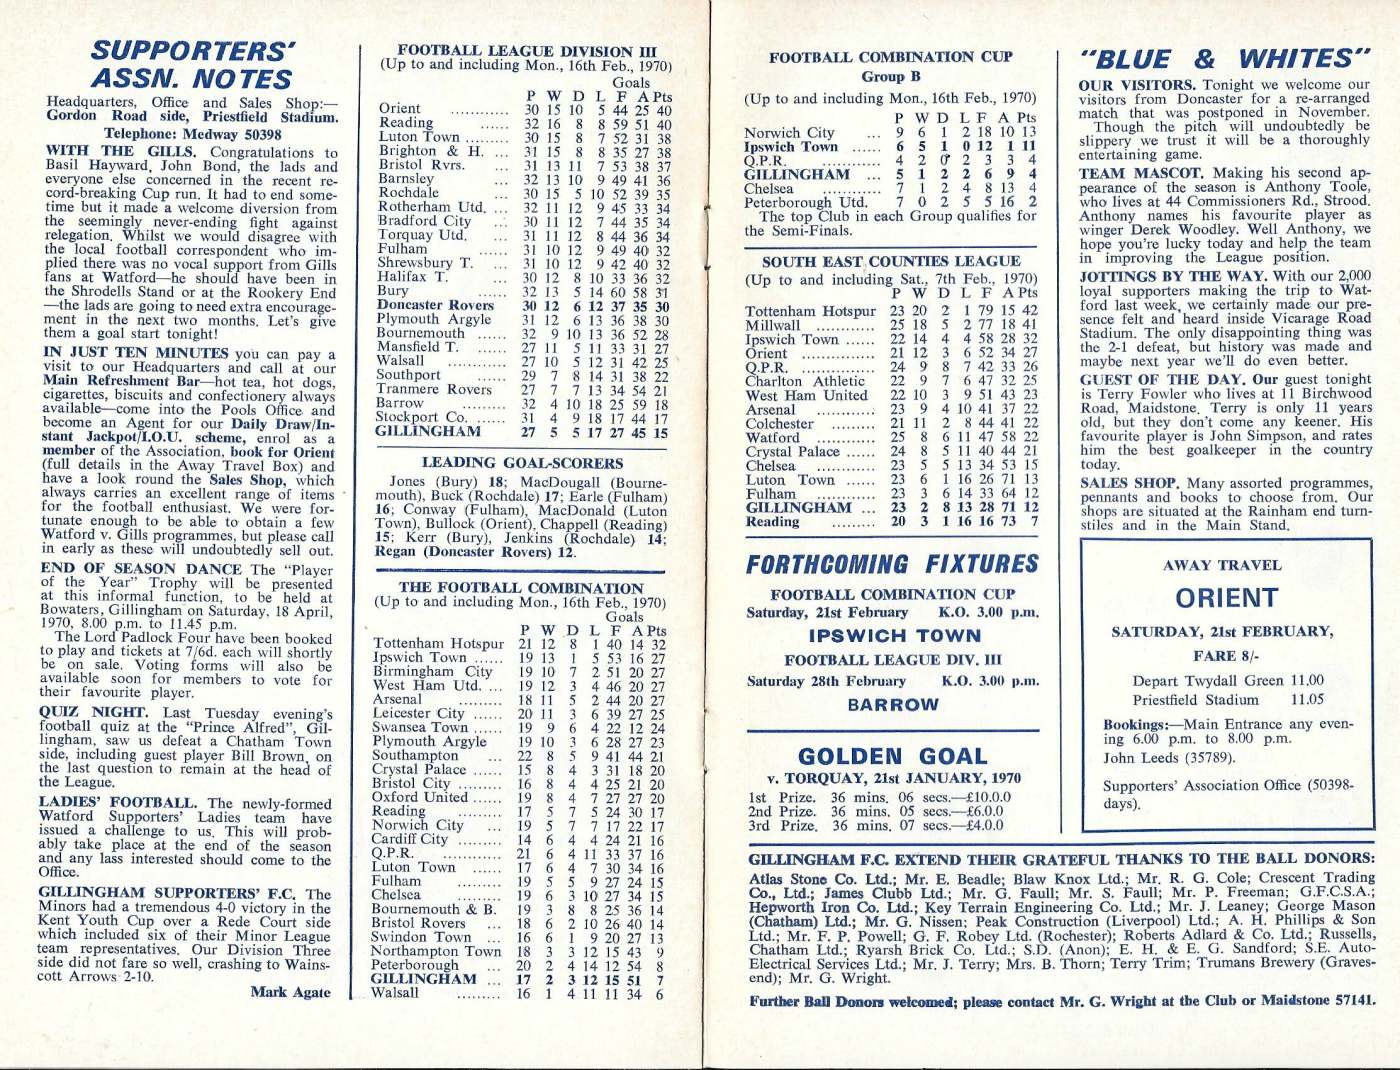 SUPPORTERS'
ASSN. NOTES
Headquarters, Office and Sales Shop:—
Gordon Road side, Priestfield Stadium.
Telephone: Medway 50398
WITH THE GILLS. Congratulations to
Basil Hayward, John Bond, the lads and
everyone else concerned in the recent re-
cord-breaking Cup run. It had to end some-
time but it made a welcome diversion from
the seemingly never-ending fight against
relegation. Whilst we would disagree with
the local football correspondent who im-
plied there was no vocal support from Gills
fans at Watford—he should have been in
the Shrodells Stand or at the Rookery End
—the lads are going to need extra encourage-
ment in the next two months. Let's give
them a goal start tonight!
IN JUST TEN MINUTES you can pay a
visit to our Headquarters and call at our
Main Refreshment Bar—hot tea, hot dogs,
cigarettes, biscuits and confectionery always
available—come into the Pools Office and
become an Agent for our Daily Draw/In-
stant Jackpot/I.O.U. scheme, enrol as a
member of the Association, book for Orient
(full details in the Away Travel Box) and
have a look round the Sales Shop, which
always carries an excellent range of items
for the football enthusiast. We were for-
tunate enough to be able to obtain a few
Watford v. Gills programmes, but please call
in early as these will undoubtedly sell out.
END OF SEASON DANCE The "Player
of the Year" Trophy will be presented
at this informal function, to be held at
Bowaters, Gillingham on Saturday, 18 April,
1970, 8.00 p.m. to 11.45 p.m.
The Lord Padlock Four have been booked
to play and tickets at 7/6d. each will shortly
be on sale. Voting forms will also be
available soon for members to vote for
their favourite player.
QUIZ NIGHT. Last Tuesday evening's
football quiz at the "Prince Alfred", Gil-
lingham, saw us defeat a Chatham Town
side, including guest player Bill Brown, on
the last question to remain at the head of
the League.
LADIES' FOOTBALL. The newly-formed
Watford Supporters' Ladies team have
issued a challenge to us. This will prob-
ably take place at the end of the season
and any lass interested should come to the
Office.
GILLINGHAM SUPPORTERS' F.C. The
Minors had a tremendous 4-0 victory in the
Kent Youth Cup over a Rede Court side
which included six of their Minor League
team representatives. Our Division Three
side did not fare so well, crashing to Wains-
cott Arrows 2-10.
Mark Agate
FOOTBALL LEAGUE DIVISION III
(Up to and including Mon., 16th Feb., 1970)
Goals
P W D L F A Pts
Orient ............ 30 15 10 5 44 25 40
Reading ...... 32 16 8 8 59 51 40
Luton Town ......... 30 15 8 7 52 31 38
Brighton & H. ... 31 15 8 8 35 27 38
Bristol Rvrs. ... 31 13 11 7 53 38 37
Barnsley ... 32 13 10 9 49 41 36
Rochdale ... 30 15 5 10 52 39 35
Rotherham Utd. ... 32 11 12 9 45 33 34
Bradford City ... 30 11 12 7 44 35 34
Torquay Utd. ... 31 11 12 8 44 36 34
Fulham ... 31 10 12 9 49 40 32
Shrewsbury T. ... 31 10 12 9 42 40 32
Halifax T. ... 30 12 8 10 33 36 32
Bury ...... 32 13 5 14 60 58 31
Doncaster Rovers 30 12 6 12 37 35 30
Plymouth Argyle 31 12 6 13 36 38 30
Bournemouth ...... 32 9 10 13 36 52 28
Mansfield T. ...... 27 11 5 11 33 31 27
Walsall ............ 27 10 5 12 31 42 25
Southport ...... 29 7 8 14 31 38 22
Tranmere Rovers 27 7 7 13 34 54 21
Barrow ......... 32 4 10 18 25 59 18
Stockport Co. ...... 31 4 9 18 17 44 17
GILLINGHAM 27 5 5 17 27 45 15
LEADING GOAL-SCORERS
Jones (Bury) 18; MacDougall (Bourne-
mouth), Buck (Rochdale) 17; Earle (Fulham)
16; Conway (Fulham), MacDonald (Luton
Town), Bullock (Orient), Chappell (Reading)
15; Kerr (Bury), Jenkins (Rochdale) 14;
Regan (Doncaster Rovers) 12.
THE FOOTBALL COMBINATION
(Up to and including Mon., 16th Feb., 1970)
Goals
P W D L F A Pts
Tottenham Hotspur 21 12 8 1 40 14 32
Ipswich Town ...... 19 13 1 5 53 16 27
Birmingham City 19 10 7 2 51 20 27
West Ham Utd. ... 19 12 3 4 46 20 27
Arsenal ......... 18 11 5 2 44 20 27
Leicester City ...... 20 11 3 6 39 27 25
Swansea Town ...... 19 9 6 4 22 12 24
Plymouth Argyle 19 10 3 6 28 27 23
Southampton ... 22 8 5 9 41 44 21
Crystal Palace ...... 15 8 4 3 31 18 20
Bristol City ......... 16 8 4 4 25 21 20
Oxford United ...... 19 8 4 7 27 27 20
Reading ......... 17 5 7 5 24 30 17
Norwich City ... 19 5 7 7 17 22 17
Cardiff City ...... 14 6 4 4 24 21 16
Q.P.R. ............ 21 6 4 11 33 37 16
Luton Town ...... 17 6 4 7 30 34 16
Fulham ......... 19 5 5 9 27 24 15
Chelsea ......... 19 6 3 10 27 34 15
Bournemouth & B. 19 3 8 8 25 36 14
Bristol Rovers ... 18 6 2 10 26 40 14
Swindon Town ... 16 6 1 9 20 27 13
Northampton Town 18 3 3 12 15 43 9
Peterborough ... 20 2 4 14 12 54 8
GILLINGHAM ... 17 2 3 12 15 51 7
Walsall ......... 16 1 4 11 11 34 6
FOOTBALL COMBINATION CUP
Group B
(Up to and including Mon., 16th Feb., 1970)
P W D L F A Pts
Norwich City ... 9 6 1 2 18 10 13
Ipswich Town ...... 6 5 1 0 12 1 11
Q.P.R. ............ 4 2 0 2 3 3 4
GILLINGHAM ... 5 1 2 2 6 9 4
Chelsea ............ 7 1 2 4 8 13 4
Peterborough Utd. 7 0 2 5 5 16 2
The top Club in each Group qualifies for
the Semi-Finals.
SOUTH EAST COUNTIES LEAGUE
(Up to and including Sat., 7th Feb., 1970)
P W D L F A Pts
Tottenham Hotspur 23 20 2 1 79 15 42
Millwall ............ 25 18 5 2 77 18 41
Ipswich Town ...... 22 14 4 4 58 28 32
Orient ............... 21 12 3 6 52 34 27
Q.P.R. ............... 24 9 8 7 42 33 26
Charlton Athletic 22 9 7 6 47 32 25
West Ham United 22 10 3 9 51 43 23
Arsenal ............ 23 9 4 10 41 37 22
Colchester ......... 21 11 2 8 44 41 22
Watford ............ 25 8 6 11 47 58 22
Crystal Palace ...... 24 8 5 11 40 44 21
Chelsea ............ 23 5 5 13 34 53 15
Luton Town ...... 23 6 1 16 26 71 13
Fulham ............ 23 3 6 14 33 64 12
GILLINGHAM ... 23 2 8 13 28 71 12
Reading ......... 20 3 1 16 16 73 7
FORTHCOMING FIXTURES
FOOTBALL COMBINATION CUP
Saturday, 21st February K.O. 3.00 p.m.
IPSWICH TOWN
FOOTBALL LEAGUE DIV. III
Saturday 28th February K.O. 3.00 p.m.
BARROW
GOLDEN GOAL
v. TORQUAY, 21st JANUARY, 1970
1st Prize. 36 mins. 06 secs.—£10.0.0
2nd Prize. 36 mins. 05 secs.—£6.0.0
3rd Prize. 36 mins. 07 secs.—£4.0.0
"BLUE & WHITES"
OUR VISITORS. Tonight we welcome our
visitors from Doncaster for a re-arranged
match that was postponed in November.
Though the pitch will undoubtedly be
slippery we trust it will be a thoroughly
entertaining game.
TEAM MASCOT. Making his second ap-
pearance of the season is Anthony Toole,
who lives at 44 Commissioners Rd., Strood.
Anthony names his favourite player as
winger Derek Woodley. Well Anthony, we
hope you're lucky today and help the team
in improving the League position.
JOTTINGS BY THE WAY. With our 2,000
loyal supporters making the trip to Wat-
ford last week, we certainly made our pre-
sence felt and heard inside Vicarage Road
Stadium. The only disappointing thing was
the 2-1 defeat, but history was made and
maybe next year we'll do even better.
GUEST OF THE DAY. Our guest tonight
is Terry Fowler who lives at 11 Birchwood
Road, Maidstone. Terry is only 11 years
old, but they don't come any keener. His
favourite player is John Simpson, and rates
him the best goalkeeper in the country
today.
SALES SHOP. Many assorted programmes,
pennants and books to choose from. Our
shops are situated at the Rainham end turn-
stiles and in the Main Stand.
AWAY TRAVEL
ORIENT
SATURDAY, 21st FEBRUARY,
FARE 8/-
Depart Twydall Green 11.00
Priestfield Stadium 11.05
Bookings:—Main Entrance any even-
ing 6.00 p.m. to 8.00 p.m.
John Leeds (35789).
Supporters' Association Office (50398-
days).
GILLINGHAM F.C. EXTEND THEIR GRATEFUL THANKS TO THE BALL DONORS:
Atlas Stone Co. Ltd.; Mr. E. Beadle; Blaw Knox Ltd.; Mr. R. G. Cole; Crescent Trading
Co., Ltd.; James Clubb Ltd.; Mr. G. Faull; Mr. S. Faull; Mr. P. Freeman; G.F.C.S.A.;
Hepworth Iron Co. Ltd.; Key Terrain Engineering Co. Ltd.; Mr. J. Leaney; George Mason
(Chatham) Ltd.; Mr. G. Nissen; Peak Construction (Liverpool) Ltd.; A. H. Phillips & Son
Ltd.; Mr. F. P. Powell; G. F. Robey Ltd. (Rochester); Roberts Adlard & Co. Ltd.; Russells,
Chatham Ltd.; Ryarsh Brick Co. Ltd.; S.D. (Anon); E. H. & E. G. Sandford; S.E. Auto-
Electrical Services Ltd.; Mr. J. Terry; Mrs. B. Thorn; Terry Trim; Trumans Brewery (Graves-
end); Mr. G. Wright.
Further Ball Donors welcomed; please contact Mr. G. Wright at the Club or Maidstone 57141.